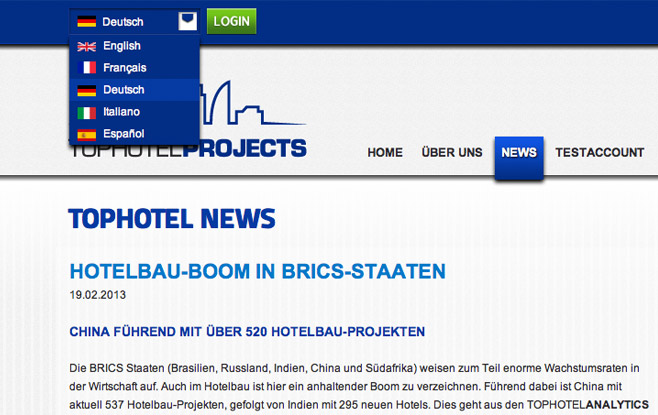 Deutsch LOGIN
English
Français
Deutsch
Italiano
Español
TOPHOTELPROJECTS
HOME ÜBER UNS NEWS TESTACCOUNT
TOPHOTEL NEWS
HOTELBAU-BOOM IN BRICS-STAATEN
19.02.2013
CHINA FÜHREND MIT ÜBER 520 HOTELBAU-PROJEKTEN
Die BRICS Staaten (Brasilien, Russland, Indien, China und Südafrika) weisen zum Teil enorme Wachstumsraten in
der Wirtschaft auf. Auch im Hotelbau ist hier ein anhaltender Boom zu verzeichnen. Führend dabei ist China mit
aktuell 537 Hotelbau-Projekten, gefolgt von Indien mit 295 neuen Hotels. Dies geht aus den TOPHOTELANALYTICS